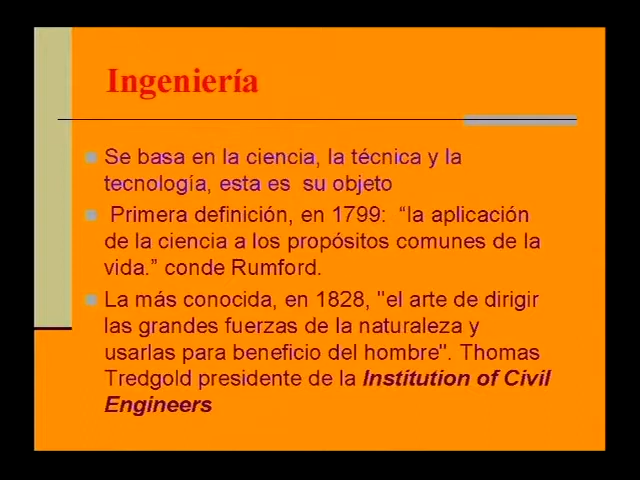 Ingeniería
Se basa en la ciencia, la técnica y la
tecnología, esta es su objeto
Primera definición, en 1799: “la aplicación
de la ciencia a los propósitos comunes de la
vida.” conde Rumford.
La más conocida, en 1828, "el arte de dirigir
las grandes fuerzas de la naturaleza y
usarlas para beneficio del hombre". Thomas
Tredgold presidente de la Institution of Civil
Engineers